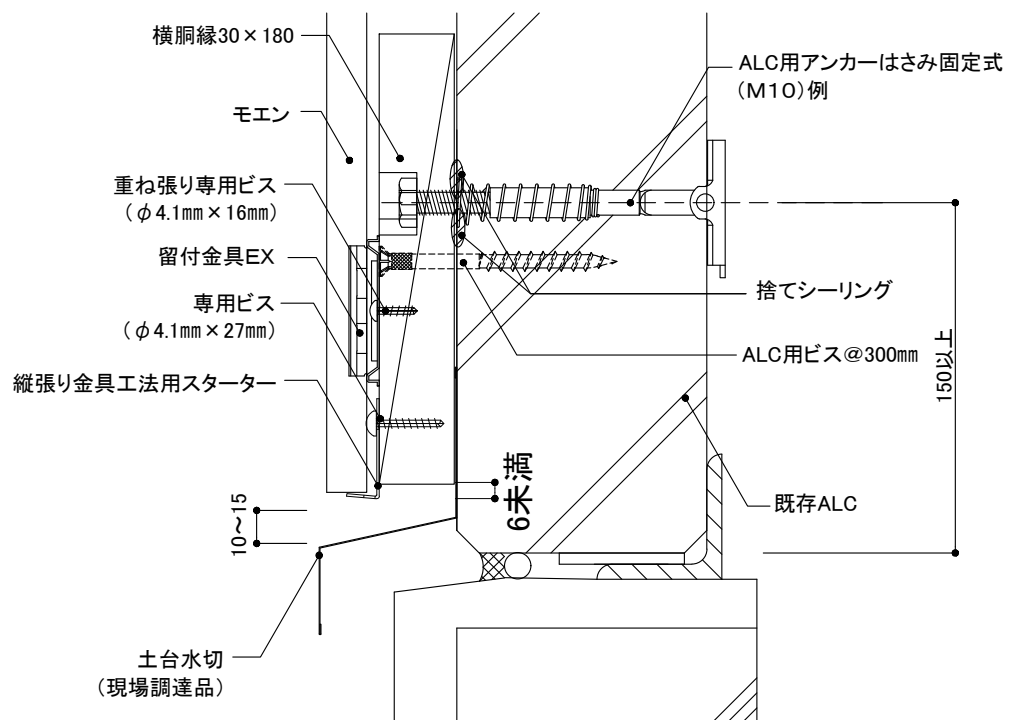 横胴縁30×180
モエン
重ね張り専用ビス
（φ4.1mm×16mm）
留付金具EX
専用ビス
（φ4.1mm×27mm）
縦張り金具工法用スターター
10～15
土台水切
（現場調達品）
ALC用アンカーはさみ固定式
（M10）例
捨てシーリング
ALC用ビス@300mm
150以上
6未満
既存ALC